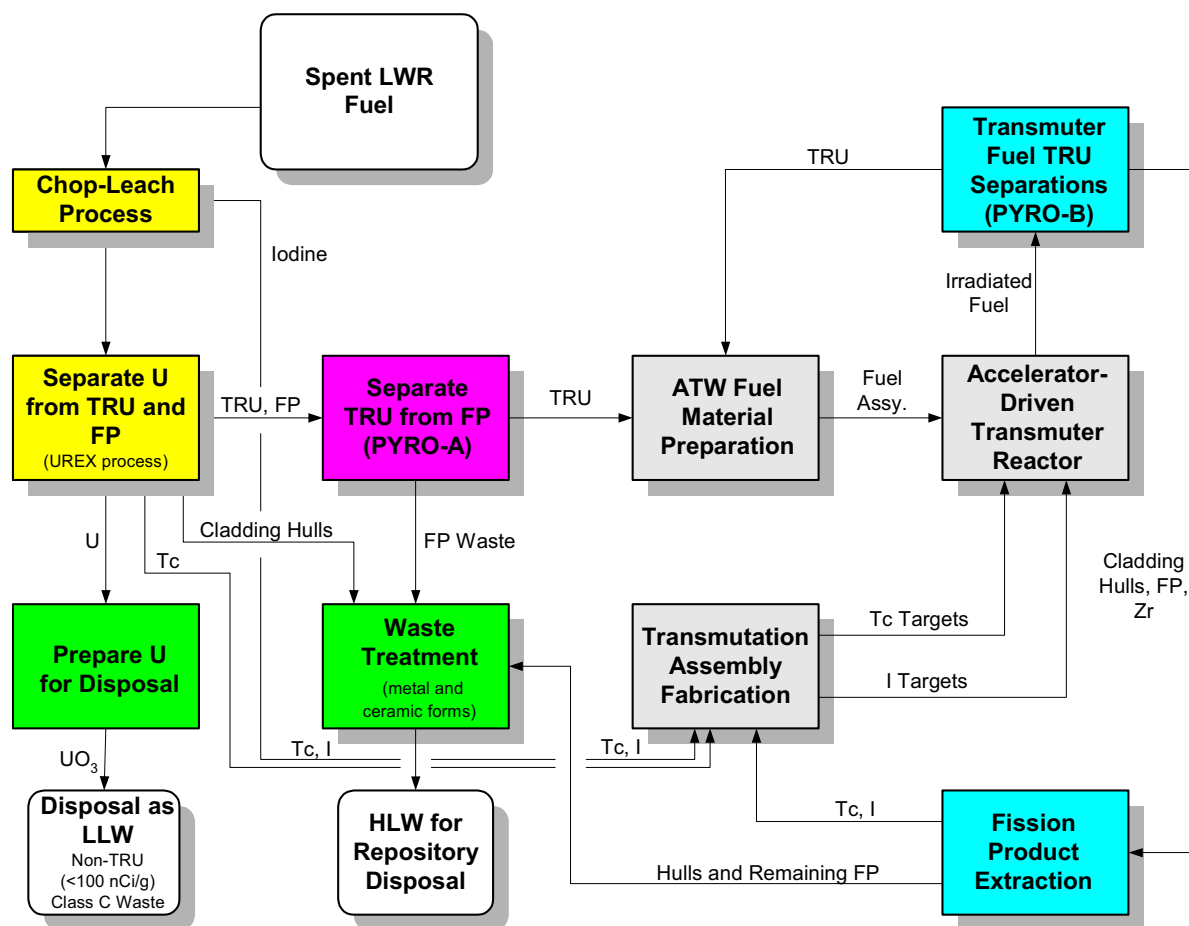 Spent LWR
Fuel
Chop-Leach
Process
Iodine
Transmuter
Fuel TRU
Separations
(PYRO-B)
TRU
Irradiated
Fuel
Separate U
from TRU and
FP
(UREX process)
TRU, FP
Separate
TRU from FP
(PYRO-A)
TRU
ATW Fuel
Material
Preparation
Fuel
Assy.
Accelerator-
Driven
Transmuter
Reactor
U
Tc
Cladding Hulls
FP Waste
Cladding
Hulls, FP,
Zr
Prepare U
for Disposal
Waste
Treatment
(metal and
ceramic forms)
Transmutation
Assembly
Fabrication
Tc Targets
I Targets
UO3
Tc, I
Tc, I
Disposal as
LLW
Non-TRU
(<100 nCi/g)
Class C Waste
HLW for
Repository
Disposal
Tc, I
Hulls and Remaining FP
Fission
Product
Extraction